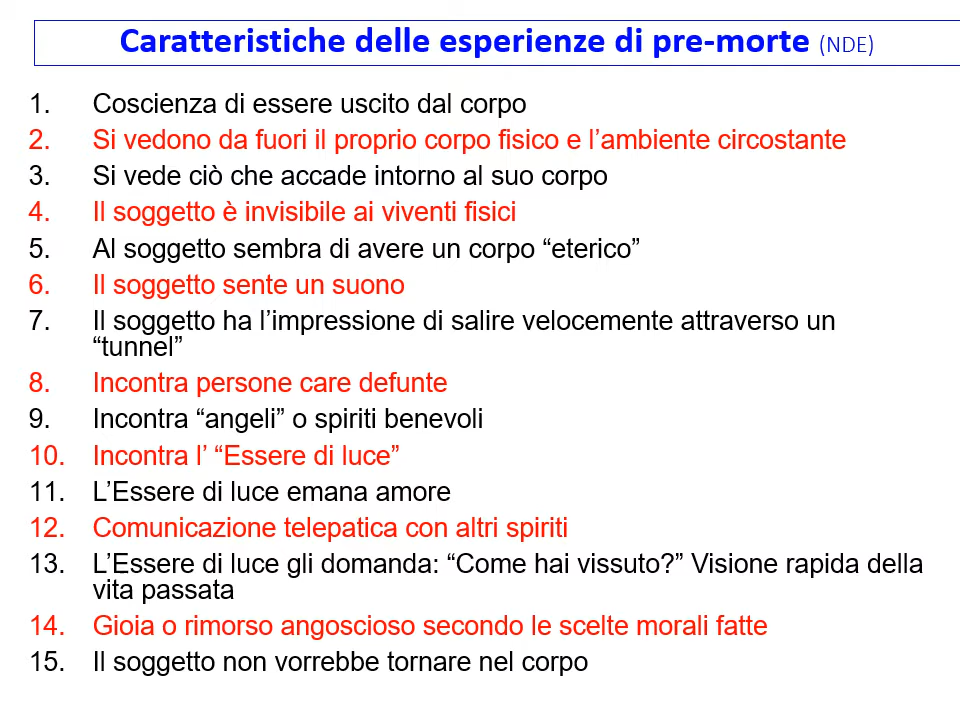 Caratteristiche delle esperienze di pre-morte (NDE)
1. Coscienza di essere uscito dal corpo
2. Si vedono da fuori il proprio corpo fisico e l’ambiente circostante
3. Si vede ciò che accade intorno al suo corpo
4. Il soggetto è invisibile ai viventi fisici
5. Al soggetto sembra di avere un corpo “eterico”
6. Il soggetto sente un suono
7. Il soggetto ha l’impressione di salire velocemente attraverso un
“tunnel”
8. Incontra persone care defunte
9. Incontra “angeli” o spiriti benevoli
10. Incontra l’ “Essere di luce”
11. L’Essere di luce emana amore
12. Comunicazione telepatica con altri spiriti
13. L’Essere di luce gli domanda: “Come hai vissuto?” Visione rapida della
vita passata
14. Gioia o rimorso angoscioso secondo le scelte morali fatte
15. Il soggetto non vorrebbe tornare nel corpo